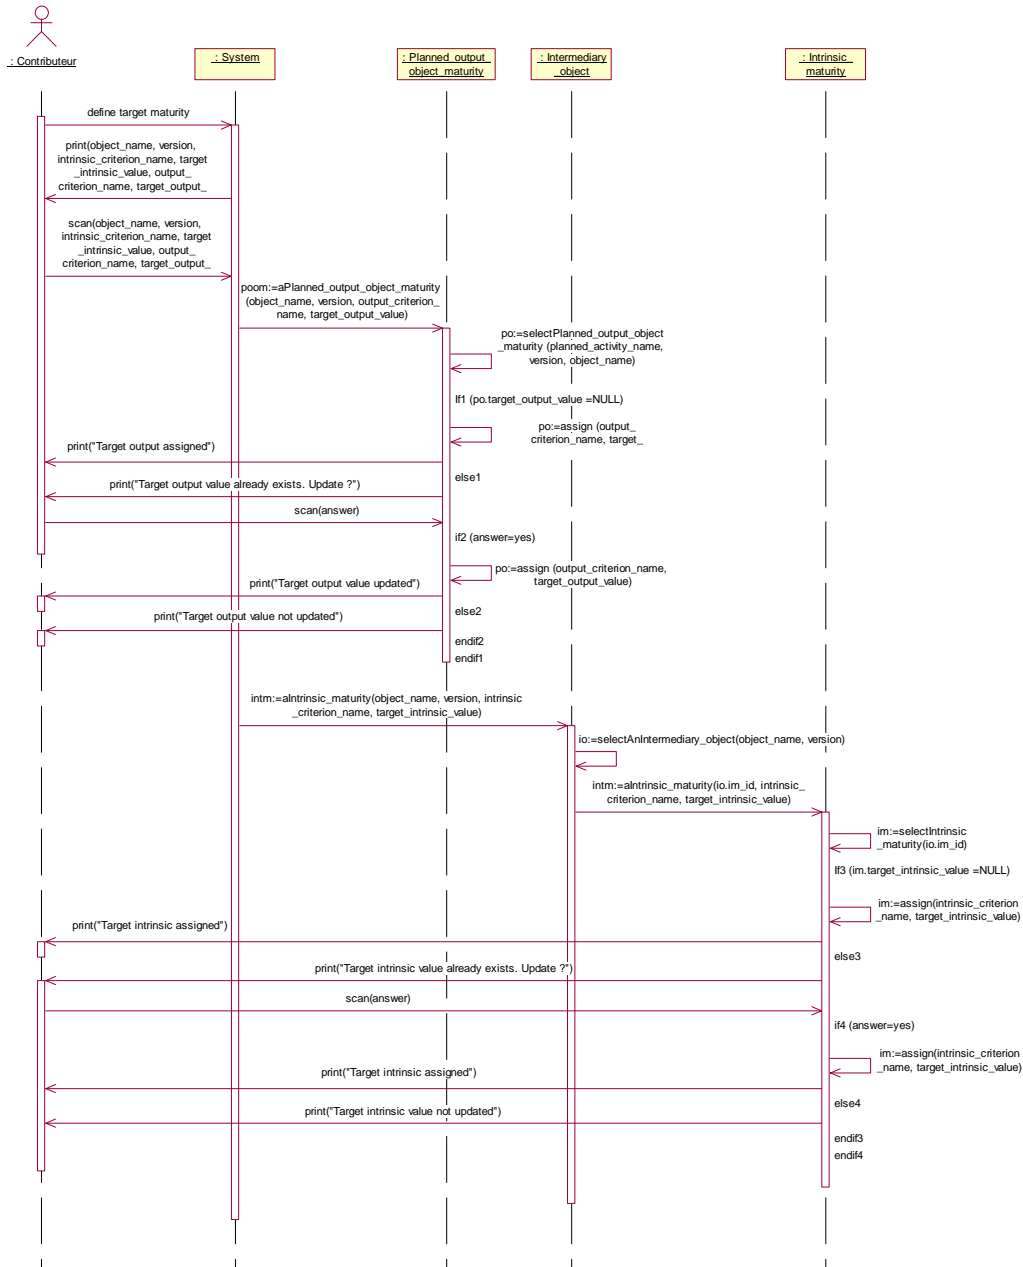 : Contributeur
: System
: Planned_output_
object_maturity
: Intermediary
_object
: Intrinsic_
maturity
define target maturity
print(object_name, version,
intrinsic_criterion_name, target
_intrinsic_value, output_
criterion_name, target_output_
scan(object_name, version,
intrinsic_criterion_name, target
_intrinsic_value, output_
criterion_name, target_output_
poom:=aPlanned_output_object_maturity
(object_name, version, output_criterion_
name, target_output_value)
po:=selectPlanned_output_object
_maturity (planned_activity_name,
version, object_name)
If1 (po.target_output_value =NULL)
po:=assign (output_
criterion_name, target_
print("Target output assigned")
else1
print("Target output value already exists. Update ?")
scan(answer)
if2 (answer=yes)
po:=assign (output_criterion_name,
target_output_value)
print("Target output value updated")
else2
print("Target output value not updated")
endif2
endif1
intm:=aIntrinsic_maturity(object_name, version, intrinsic
_criterion_name, target_intrinsic_value)
io:=selectAnIntermediary_object(object_name, version)
intm:=aIntrinsic_maturity(io.im_id, intrinsic_
criterion_name, target_intrinsic_value)
im:=selectIntrinsic
_maturity(io.im_id)
If3 (im.target_intrinsic_value =NULL)
im:=assign(intrinsic_criterion
_name, target_intrinsic_value)
print("Target intrinsic assigned")
else3
print("Target intrinsic value already exists. Update ?")
scan(answer)
if4 (answer=yes)
im:=assign(intrinsic_criterion
_name, target_intrinsic_value)
print("Target intrinsic assigned")
else4
print("Target intrinsic value not updated")
endif3
endif4